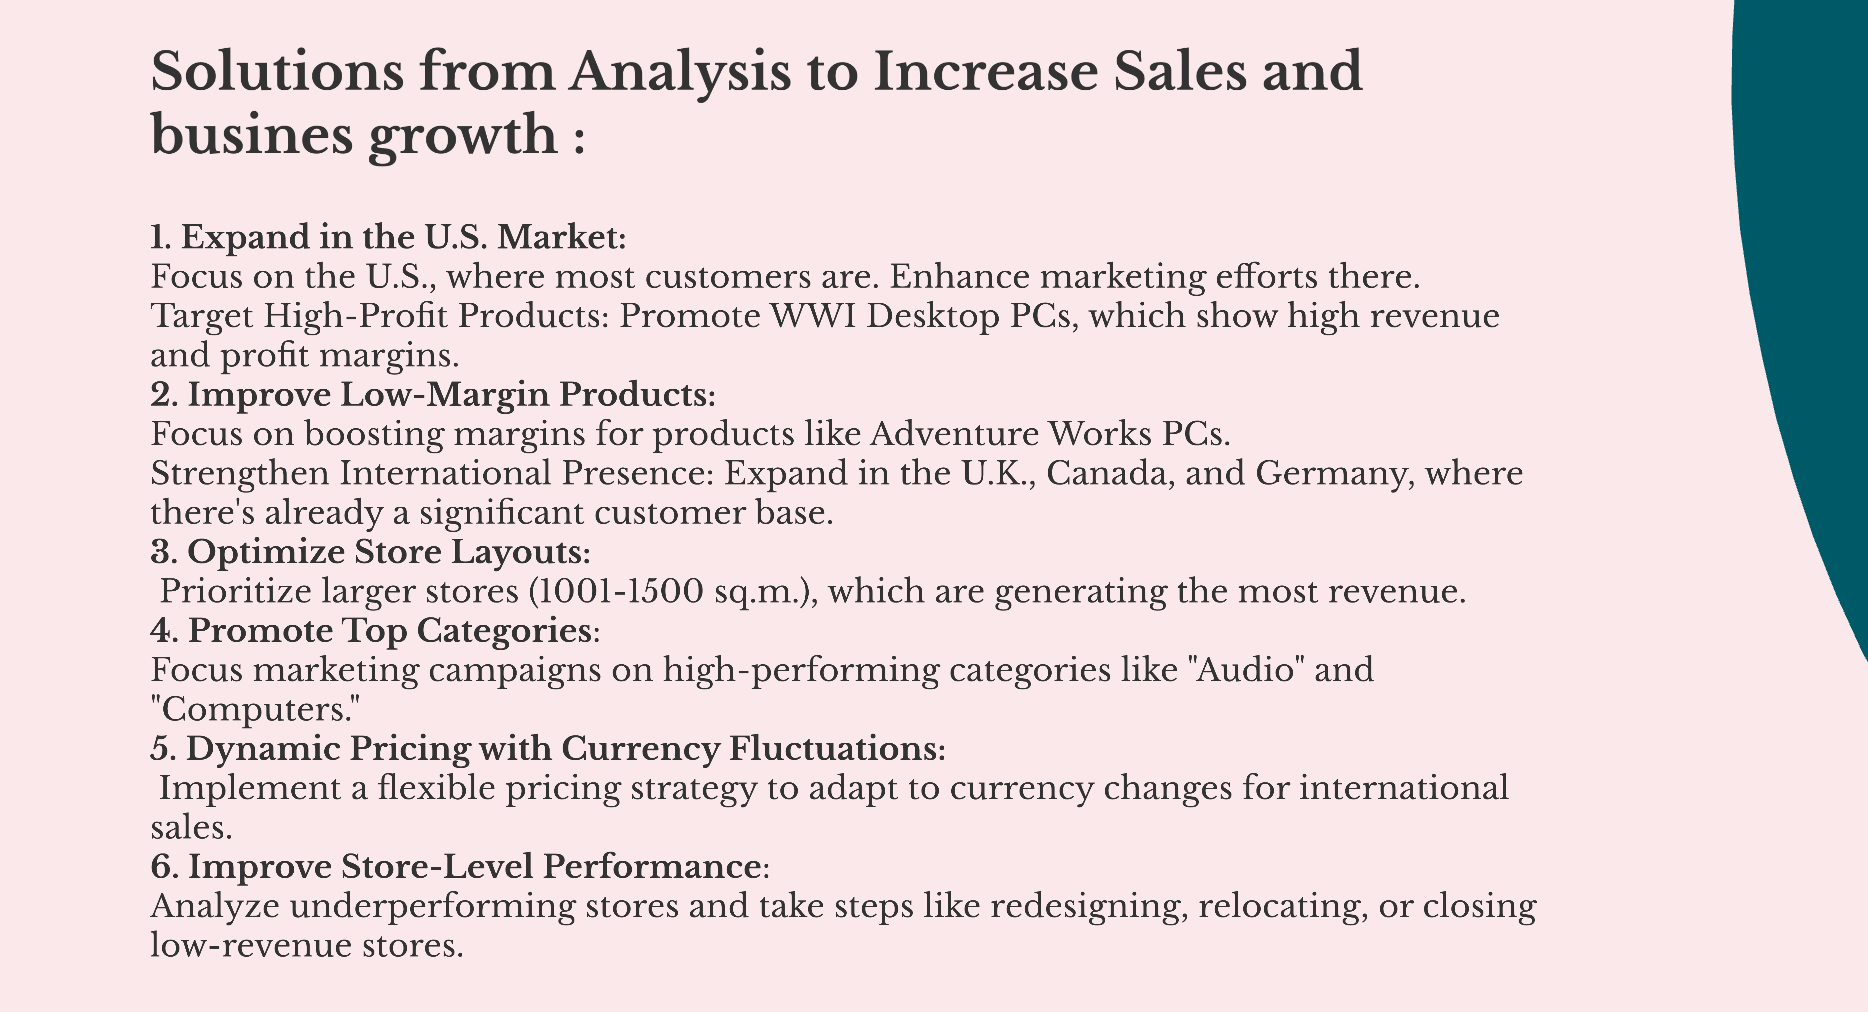 Solutions from Analysis to Increase Sales and
busines growth :
1. Expand in the U.S. Market:
Focus on the U.S., where most customers are. Enhance marketing efforts there.
Target High-Profit Products: Promote WWI Desktop PCs, which show high revenue
and profit margins.
2. Improve Low-Margin Products:
Focus on boosting margins for products like Adventure Works PCs.
Strengthen International Presence: Expand in the U.K., Canada, and Germany, where
there's already a significant customer base.
3. Optimize Store Layouts:
Prioritize larger stores (1001-1500 sq.m.), which are generating the most revenue.
4. Promote Top Categories:
Focus marketing campaigns on high-performing categories like "Audio" and
"Computers."
5. Dynamic Pricing with Currency Fluctuations:
Implement a flexible pricing strategy to adapt to currency changes for international
sales.
6. Improve Store-Level Performance:
Analyze underperforming stores and take steps like redesigning, relocating, or closing
low-revenue stores.